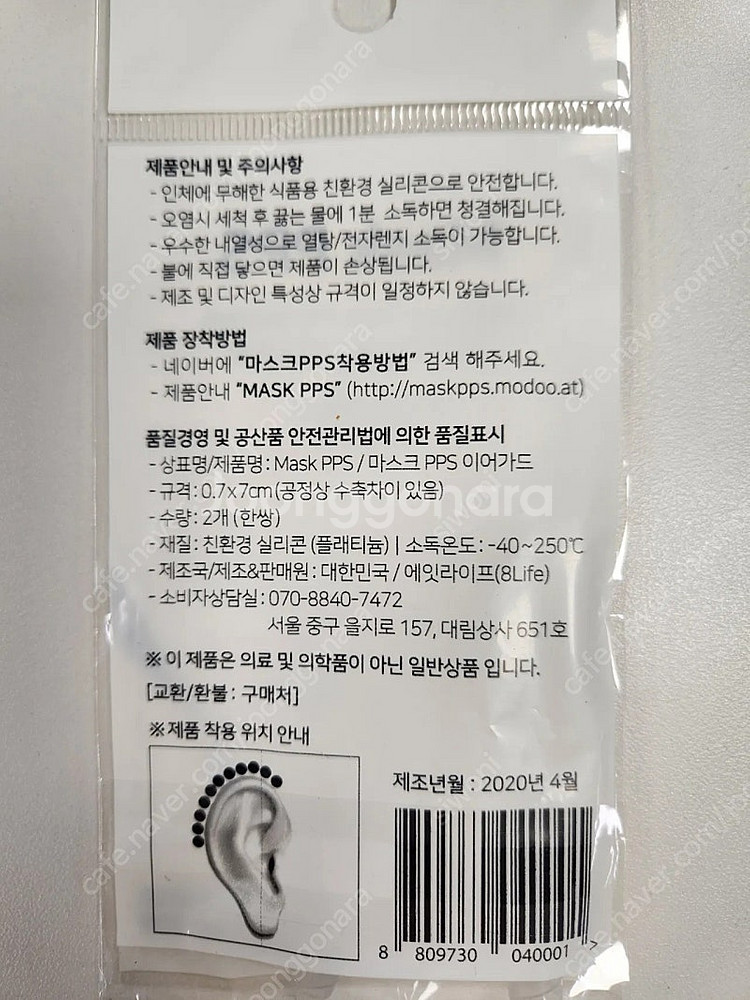 제품안내 및 주의사항
- 인체에 무해한 식품용 친환경 실리콘으로 안전합니다.
- 오염시 세척 후 끓는 물에 1분 소독하면 청결해집니다.
- 우수한 내열성으로 열탕/전자렌지 소독이 가능합니다.
- 불에 직접 닿으면 제품이 손상됩니다.
- 제조 및 디자인 특성상 규격이 일정하지 않습니다.
제품 장착방법
- 네이버에 "마스크PPS착용방법" 검색 해주세요.
- 제품안내 "MASK PPS" (http://maskpps.modoo.at)
품질경영 및 공산품 안전관리법에 의한 품질표시
- 상표명/제품명 : Mask PPS / 마스크 PPS 이어가드
- 규격 : 0.7x7cm (공정상 수축차이 있음)
- 수량 : 2개 (한쌍)
- 재질 : 친환경 실리콘 (플래티늄) | 소독온도 : -40~250℃
- 제조국/제조&판매원 : 대한민국 / 에잇라이프(8Life)
- 소비자상담실 : 070-8840-7472
서울 중구 을지로 157, 대림상사 651호
※ 이 제품은 의료 및 의학품이 아닌 일반상품 입니다.
[교환/환불 : 구매처]
※ 제품 착용 위치 안내
제조년월 : 2020년 4월
8 809730 040001 >
joonggonara